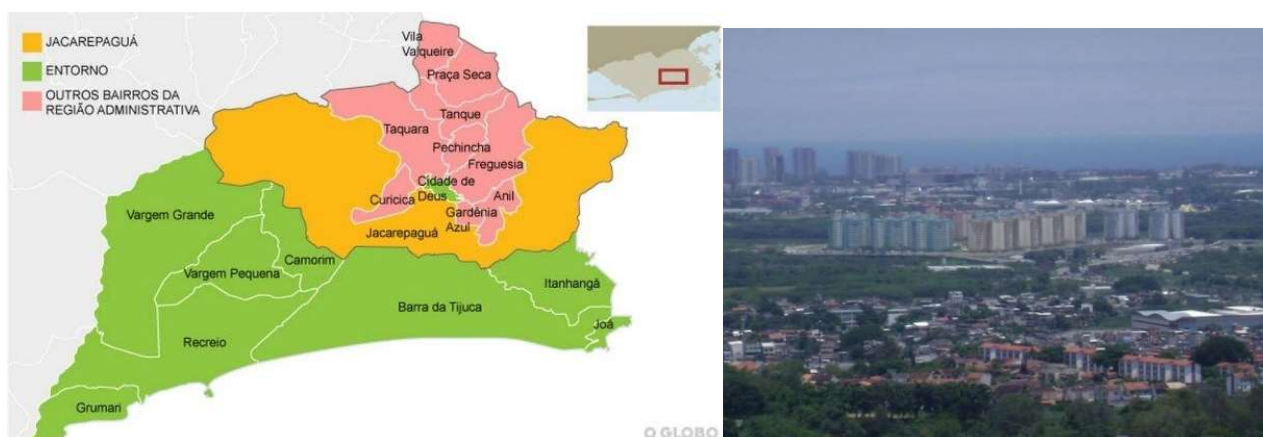 JACAREPAGUÁ
ENTORNO
OUTROS BAIRROS DA
REGIÃO ADMINISTRATIVA
Vila
Valqueire
Praça Seca
Tanque
Taquara
Pechincha
Freguesia
Cidade de
Deus
Anil
Curicica
Gardênia
Azul
Jacarepaguá
Vargem Grande
Camorim
Vargem Pequena
Itanhangá
Barra da Tijuca
Joá
Recreio
Grumari
O GLOBO